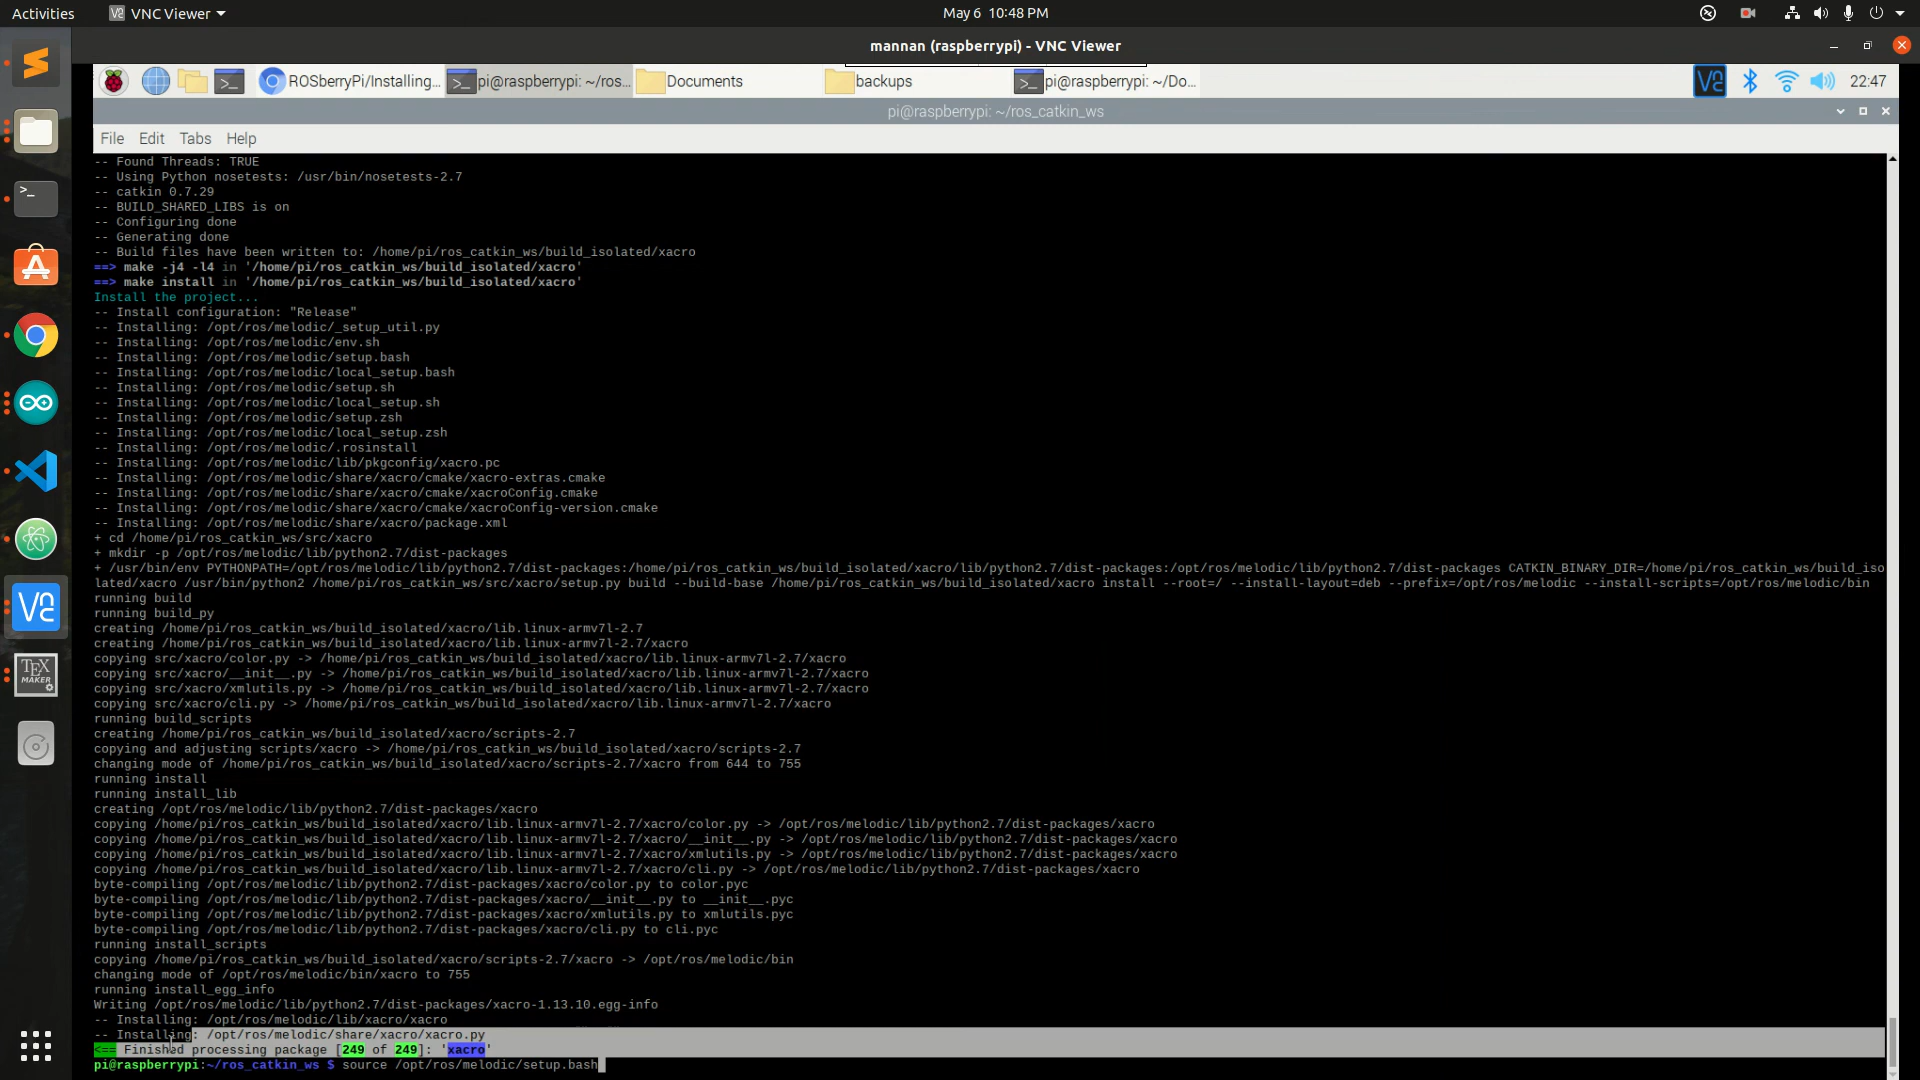 Activities
VNC Viewer
May 6 10:48 PM
mannan (raspberrypi) - VNC Viewer
ROSberryPi/Installing...
pi@raspberrypi: ~/ros...
Documents
backups
pi@raspberrypi: ~/Do...
22:47
pi@raspberrypi: ~/ros_catkin_ws
File Edit Tabs Help
-- Found Threads: TRUE
-- Using Python nosetests: /usr/bin/nosetests-2.7
-- catkin 0.7.29
-- BUILD_SHARED_LIBS is on
-- Configuring done
-- Generating done
-- Build files have been written to: /home/pi/ros_catkin_ws/build_isolated/xacro
==> make -j4 -l4 in '/home/pi/ros_catkin_ws/build_isolated/xacro'
==> make install in '/home/pi/ros_catkin_ws/build_isolated/xacro'
Install the project...
-- Install configuration: "Release"
-- Installing: /opt/ros/melodic/_setup_util.py
-- Installing: /opt/ros/melodic/env.sh
-- Installing: /opt/ros/melodic/setup.bash
-- Installing: /opt/ros/melodic/local_setup.bash
-- Installing: /opt/ros/melodic/setup.sh
-- Installing: /opt/ros/melodic/local_setup.sh
-- Installing: /opt/ros/melodic/setup.zsh
-- Installing: /opt/ros/melodic/local_setup.zsh
-- Installing: /opt/ros/melodic/.rosinstall
-- Installing: /opt/ros/melodic/lib/pkgconfig/xacro.pc
-- Installing: /opt/ros/melodic/share/xacro/cmake/xacro-extras.cmake
-- Installing: /opt/ros/melodic/share/xacro/cmake/xacroConfig.cmake
-- Installing: /opt/ros/melodic/share/xacro/cmake/xacroConfig-version.cmake
-- Installing: /opt/ros/melodic/share/xacro/package.xml
+ cd /home/pi/ros_catkin_ws/src/xacro
+ mkdir -p /opt/ros/melodic/lib/python2.7/dist-packages
+ /usr/bin/env PYTHONPATH=/opt/ros/melodic/lib/python2.7/dist-packages:/home/pi/ros_catkin_ws/build_isolated/xacro/lib/python2.7/dist-packages:/opt/ros/melodic/lib/python2.7/dist-packages CATKIN_BINARY_DIR=/home/pi/ros_catkin_ws/build_iso
lated/xacro /usr/bin/python2 /home/pi/ros_catkin_ws/src/xacro/setup.py build --build-base /home/pi/ros_catkin_ws/build_isolated/xacro install --root=/ --install-layout=deb --prefix=/opt/ros/melodic --install-scripts=/opt/ros/melodic/bin
running build
running build_py
creating /home/pi/ros_catkin_ws/build_isolated/xacro/lib.linux-armv7l-2.7
creating /home/pi/ros_catkin_ws/build_isolated/xacro/lib.linux-armv7l-2.7/xacro
copying src/xacro/color.py -> /home/pi/ros_catkin_ws/build_isolated/xacro/lib.linux-armv7l-2.7/xacro
copying src/xacro/__init__.py -> /home/pi/ros_catkin_ws/build_isolated/xacro/lib.linux-armv7l-2.7/xacro
copying src/xacro/xmlutils.py -> /home/pi/ros_catkin_ws/build_isolated/xacro/lib.linux-armv7l-2.7/xacro
copying src/xacro/cli.py -> /home/pi/ros_catkin_ws/build_isolated/xacro/lib.linux-armv7l-2.7/xacro
running build_scripts
creating /home/pi/ros_catkin_ws/build_isolated/xacro/scripts-2.7
copying and adjusting scripts/xacro -> /home/pi/ros_catkin_ws/build_isolated/xacro/scripts-2.7
changing mode of /home/pi/ros_catkin_ws/build_isolated/xacro/scripts-2.7/xacro from 644 to 755
running install
running install_lib
creating /opt/ros/melodic/lib/python2.7/dist-packages/xacro
copying /home/pi/ros_catkin_ws/build_isolated/xacro/lib.linux-armv7l-2.7/xacro/color.py -> /opt/ros/melodic/lib/python2.7/dist-packages/xacro
copying /home/pi/ros_catkin_ws/build_isolated/xacro/lib.linux-armv7l-2.7/xacro/__init__.py -> /opt/ros/melodic/lib/python2.7/dist-packages/xacro
copying /home/pi/ros_catkin_ws/build_isolated/xacro/lib.linux-armv7l-2.7/xacro/xmlutils.py -> /opt/ros/melodic/lib/python2.7/dist-packages/xacro
copying /home/pi/ros_catkin_ws/build_isolated/xacro/lib.linux-armv7l-2.7/xacro/cli.py -> /opt/ros/melodic/lib/python2.7/dist-packages/xacro
byte-compiling /opt/ros/melodic/lib/python2.7/dist-packages/xacro/color.py to color.pyc
byte-compiling /opt/ros/melodic/lib/python2.7/dist-packages/xacro/__init__.py to __init__.pyc
byte-compiling /opt/ros/melodic/lib/python2.7/dist-packages/xacro/xmlutils.py to xmlutils.pyc
byte-compiling /opt/ros/melodic/lib/python2.7/dist-packages/xacro/cli.py to cli.pyc
running install_scripts
copying /home/pi/ros_catkin_ws/build_isolated/xacro/scripts-2.7/xacro -> /opt/ros/melodic/bin
changing mode of /opt/ros/melodic/bin/xacro to 755
running install_egg_info
Writing /opt/ros/melodic/lib/python2.7/dist-packages/xacro-1.13.10.egg-info
-- Installing: /opt/ros/melodic/lib/xacro/xacro
-- Installing: /opt/ros/melodic/share/xacro/xacro.py
<== Finished processing package [249 of 249]: 'xacro'
pi@raspberrypi:~/ros_catkin_ws $ source /opt/ros/melodic/setup.bash
TEX
MAKER